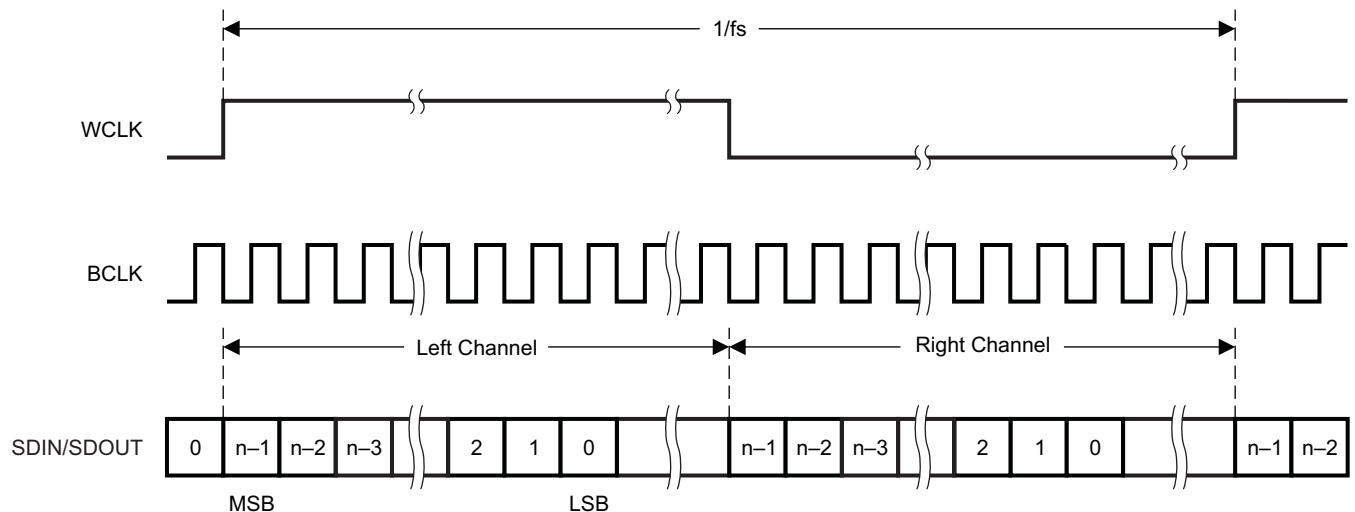 1/fs
WCLK
BCLK
Left Channel
Right Channel
SDIN/SDOUT 0 n–1 n–2 n–3 2 1 0 n–1 n–2 n–3 2 1 0 n–1 n–2
MSB LSB